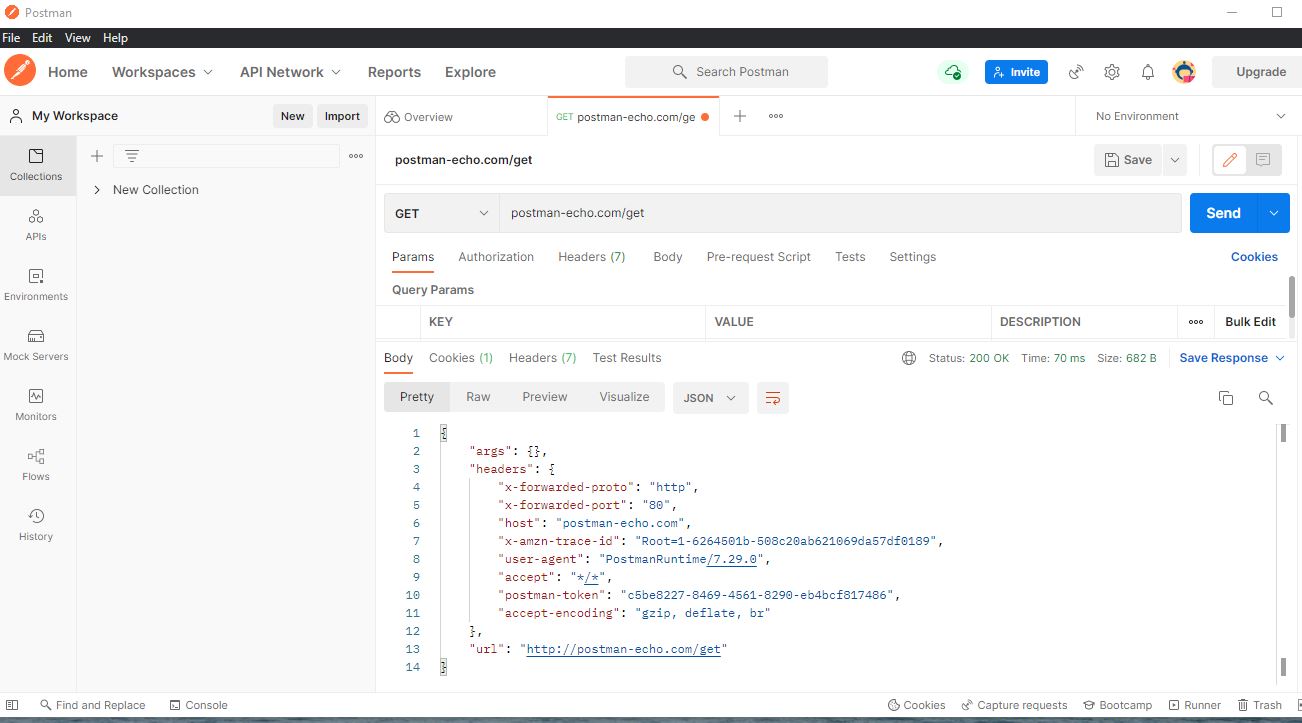 Postman
File Edit View Help
Home Workspaces API Network Reports Explore Search Postman Invite Upgrade
My Workspace New Import Overview GET postman-echo.com/ge No Environment
Collections
New Collection
APIs
Environments
Mock Servers
Monitors
Flows
History
postman-echo.com/get Save
GET postman-echo.com/get Send
Params Authorization Headers (7) Body Pre-request Script Tests Settings Cookies
Query Params
KEY VALUE DESCRIPTION Bulk Edit
Body Cookies (1) Headers (7) Test Results Status: 200 OK Time: 70 ms Size: 682 B Save Response
Pretty Raw Preview Visualize JSON
1 {
2 "args": {},
3 "headers": {
4 "x-forwarded-proto": "http",
5 "x-forwarded-port": "80",
6 "host": "postman-echo.com",
7 "x-amzn-trace-id": "Root=1-6264501b-508c20ab621069da57df0189",
8 "user-agent": "PostmanRuntime/7.29.0",
9 "accept": "*/*",
10 "postman-token": "c5be8227-8469-4561-8290-eb4bcf817486",
11 "accept-encoding": "gzip, deflate, br"
12 },
13 "url": "http://postman-echo.com/get"
14 }
Find and Replace Console Cookies Capture requests Bootcamp Runner Trash